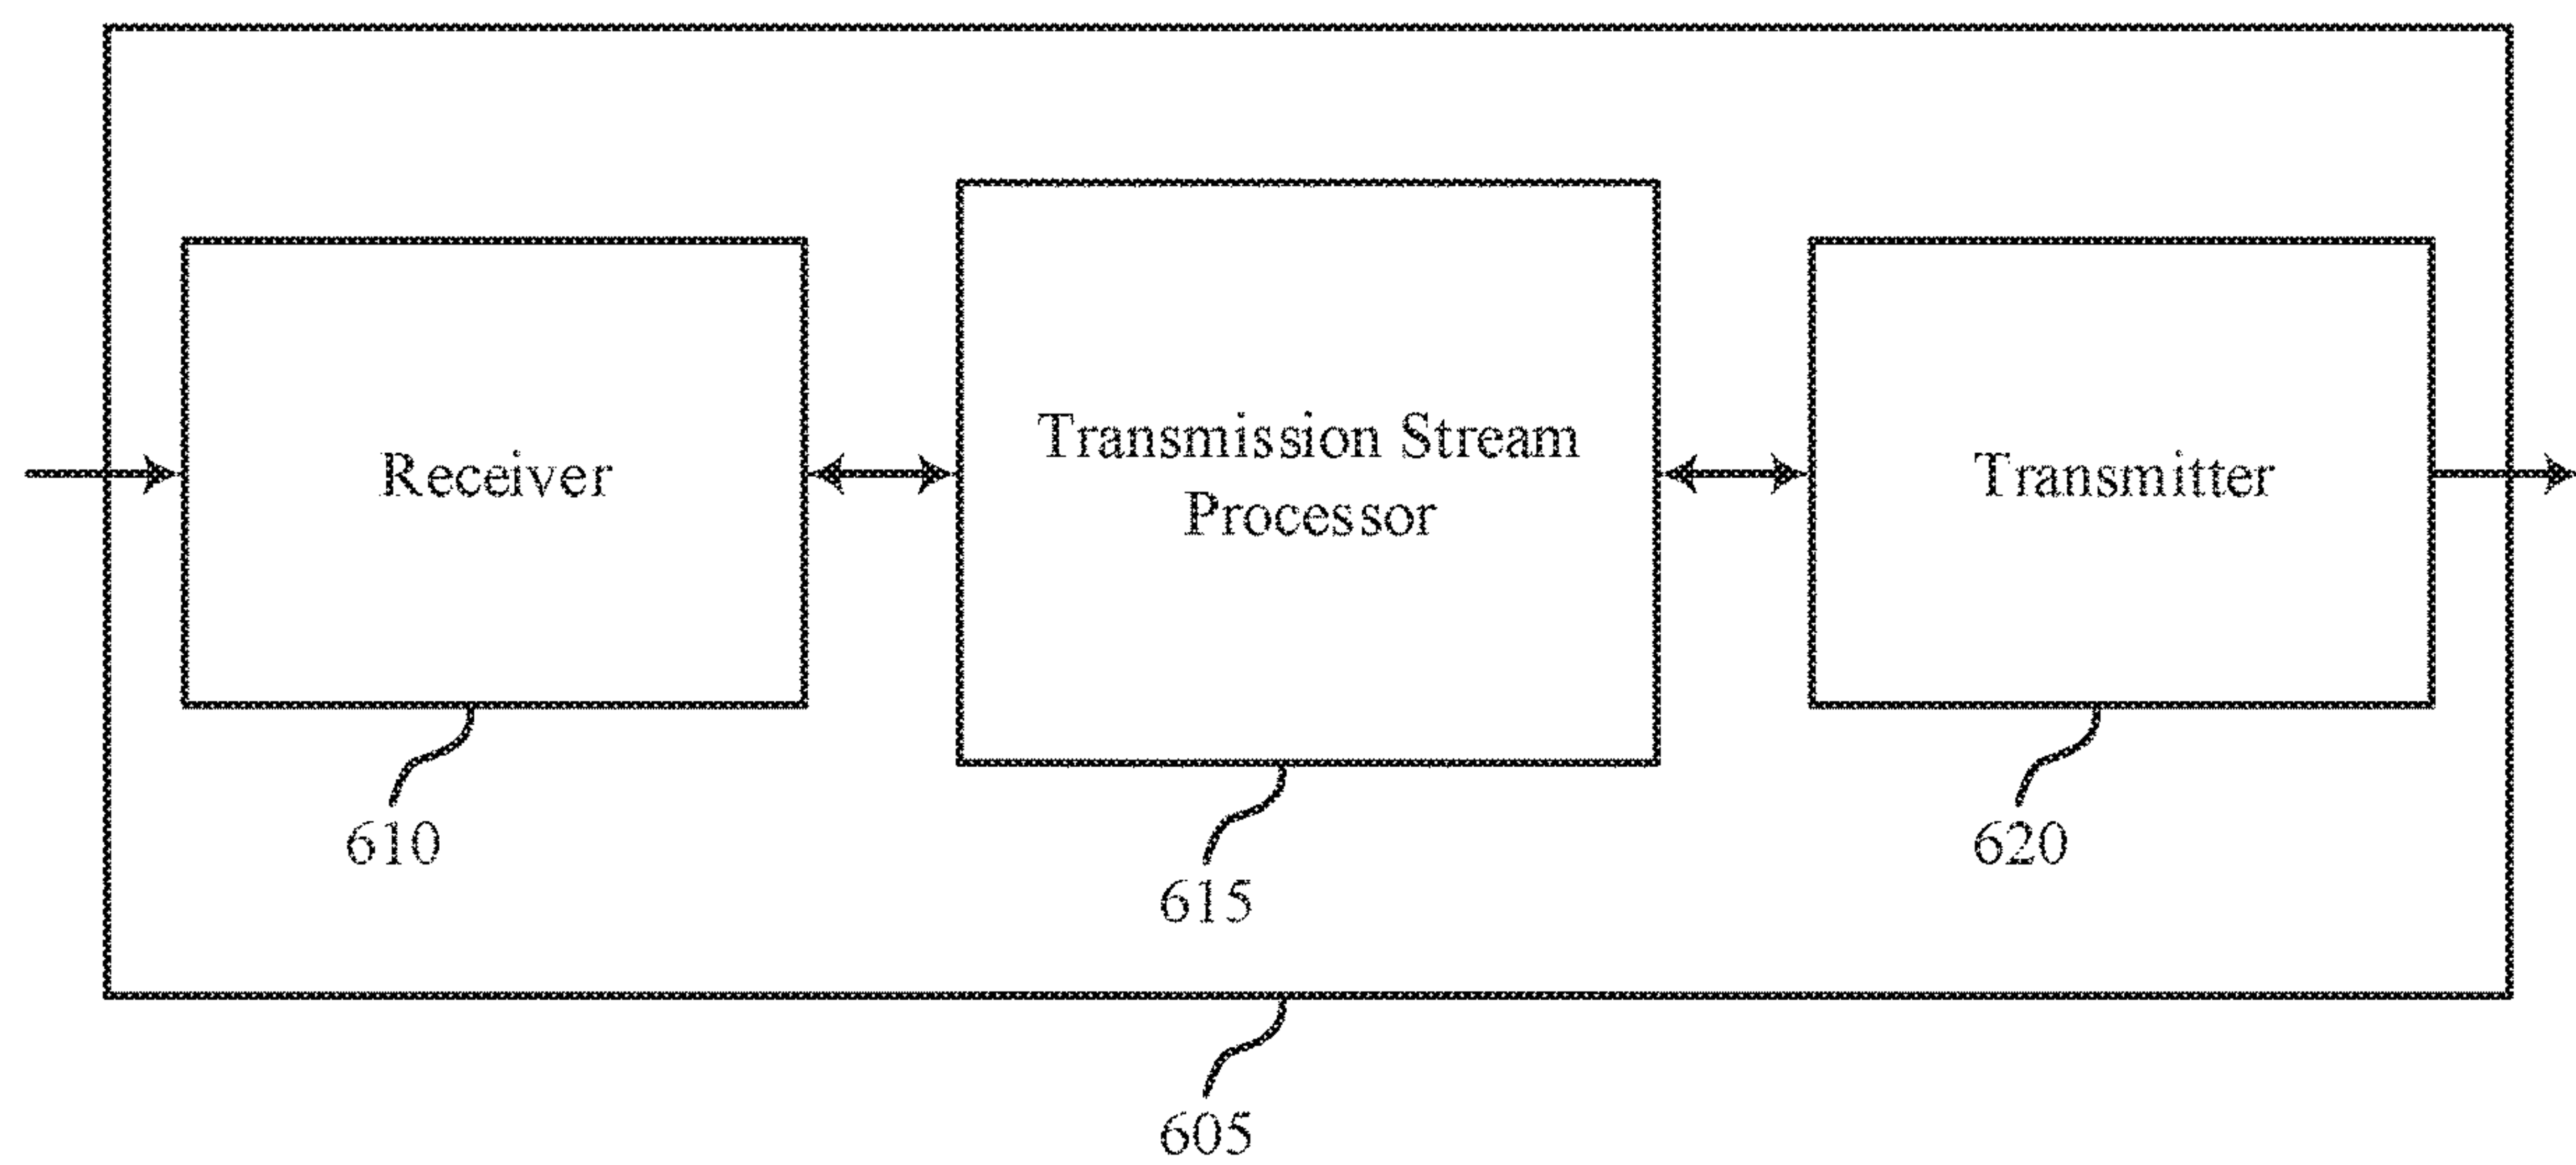 Receiver
Transmission Stream
Processor
Transmitter
610
615
620
605